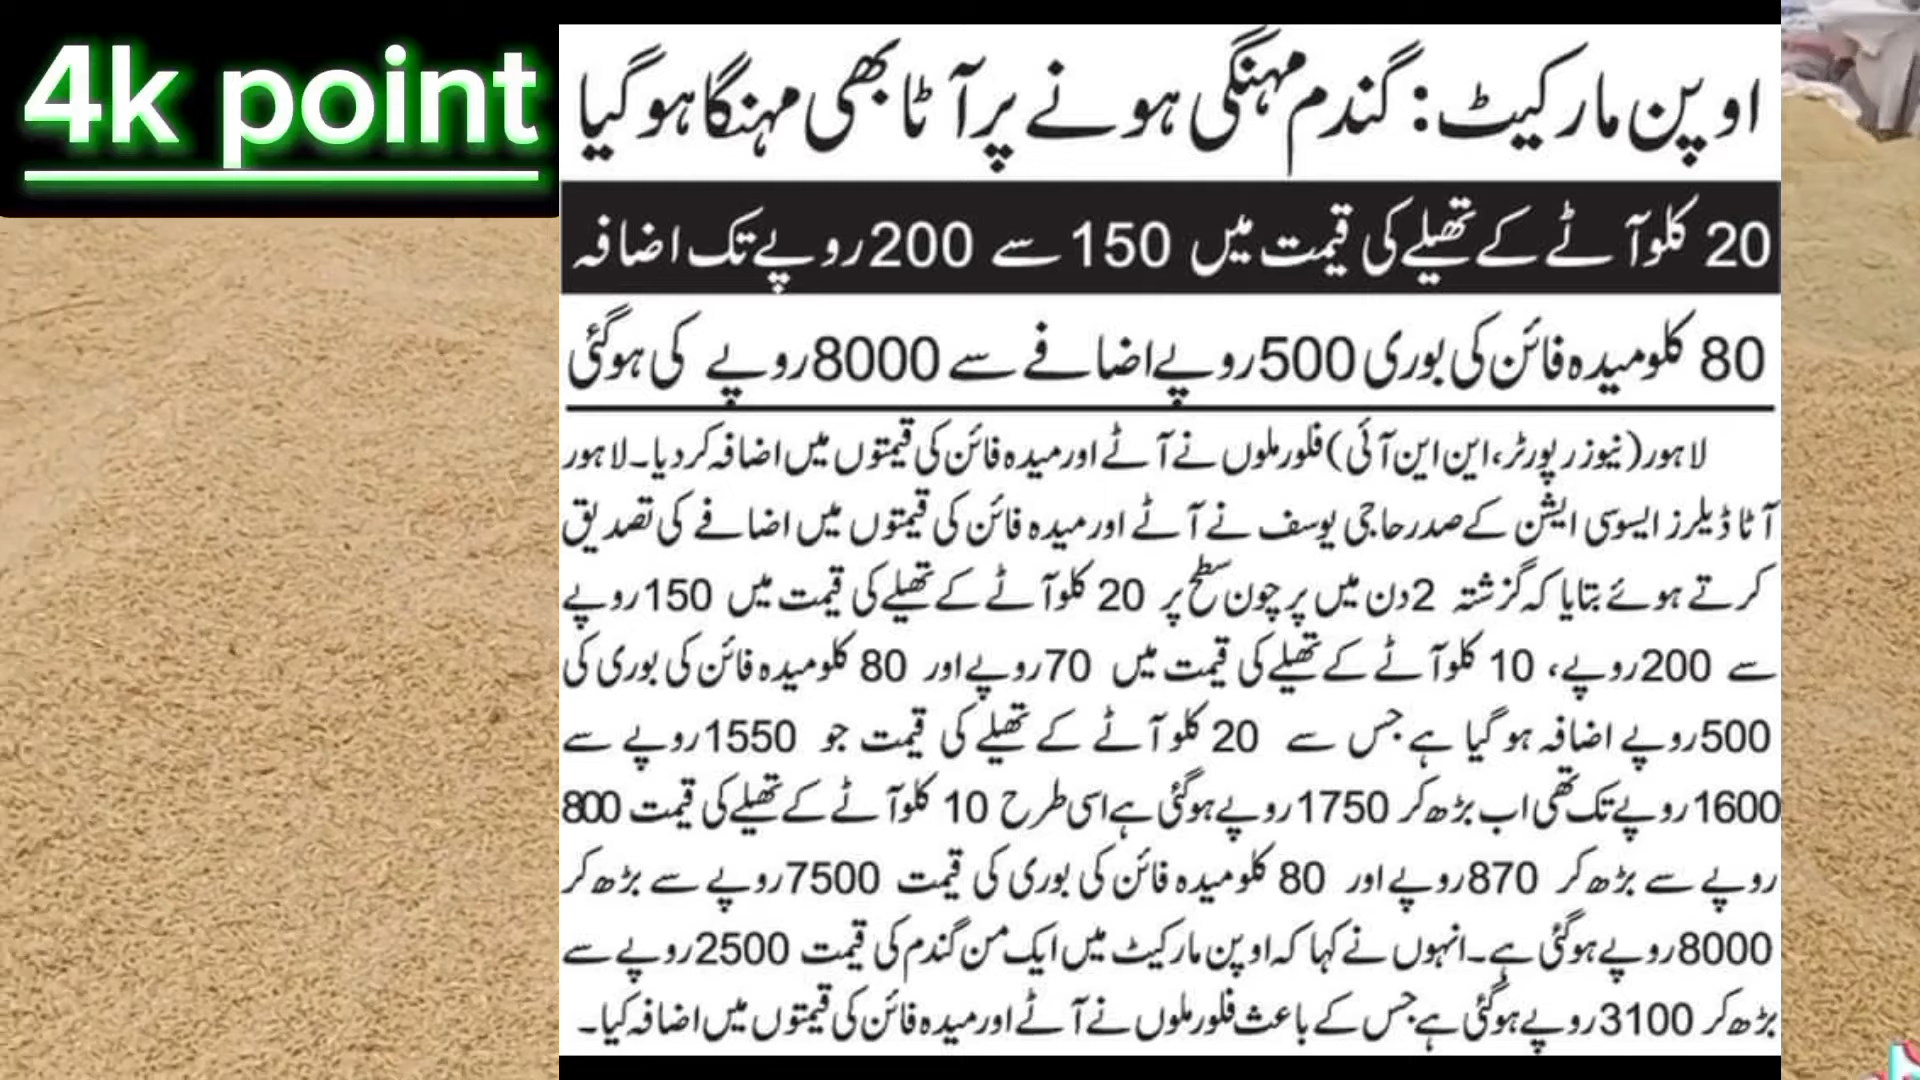 4k point
اوپن مارکیٹ: گندم مہنگی ہونے پر آٹا بھی مہنگا ہو گیا
20 کلو آٹے کے تھیلے کی قیمت میں 150 سے 200 روپے تک اضافہ
80 کلو میدہ فائن کی بوری 500 روپے اضافے سے 8000 روپے کی ہو گئی
لاہور (نیوز رپورٹر، این این آئی) فلور ملوں نے آٹے اور میدہ فائن کی قیمتوں میں اضافہ کر دیا۔ لاہور
آٹا ڈیلرز ایسوسی ایشن کے صدر حاجی یوسف نے آٹے اور میدہ فائن کی قیمتوں میں اضافے کی تصدیق
کرتے ہوئے بتایا کہ گزشتہ 2 دن میں پرچون سطح پر 20 کلو آٹے کے تھیلے کی قیمت میں 150 روپے
سے 200 روپے، 10 کلو آٹے کے تھیلے کی قیمت میں 70 روپے اور 80 کلو میدہ فائن کی بوری کی
500 روپے اضافہ ہو گیا ہے جس سے 20 کلو آٹے کے تھیلے کی قیمت جو 1550 روپے سے
1600 روپے تک تھی اب بڑھ کر 1750 روپے ہو گئی ہے اسی طرح 10 کلو آٹے کے تھیلے کی قیمت 800
روپے سے بڑھ کر 870 روپے اور 80 کلو میدہ فائن کی بوری کی قیمت 7500 روپے سے بڑھ کر
8000 روپے ہو گئی ہے۔ انہوں نے کہا کہ اوپن مارکیٹ میں ایک من گندم کی قیمت 2500 روپے سے
بڑھ کر 3100 روپے ہو گئی ہے جس کے باعث فلور ملوں نے آٹے اور میدہ فائن کی قیمتوں میں اضافہ کیا۔